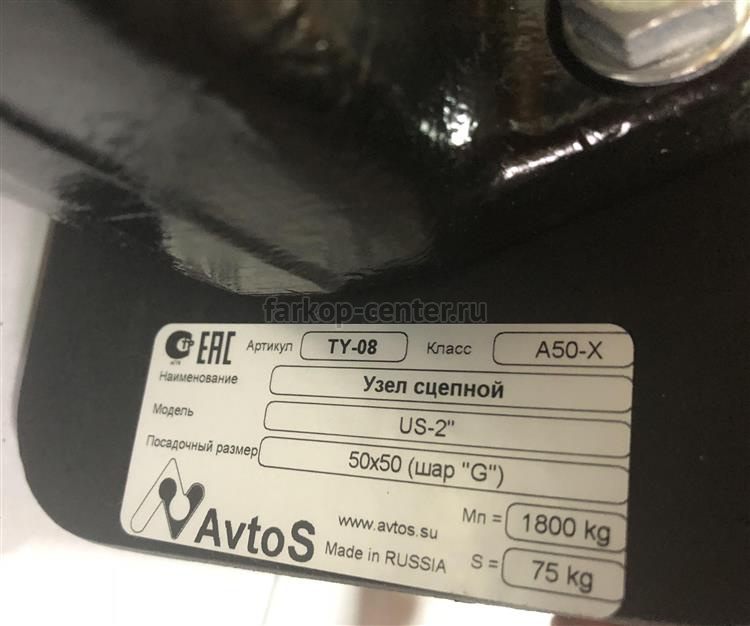 farkop-center.ru
EAC Артикул TY-08 Класс A50-X
Наименование Узел сцепной
Модель US-2"
Посадочный размер 50x50 (шар "G")
AvtoS www.avtos.su Мп = 1800 kg
Made in RUSSIA S = 75 kg